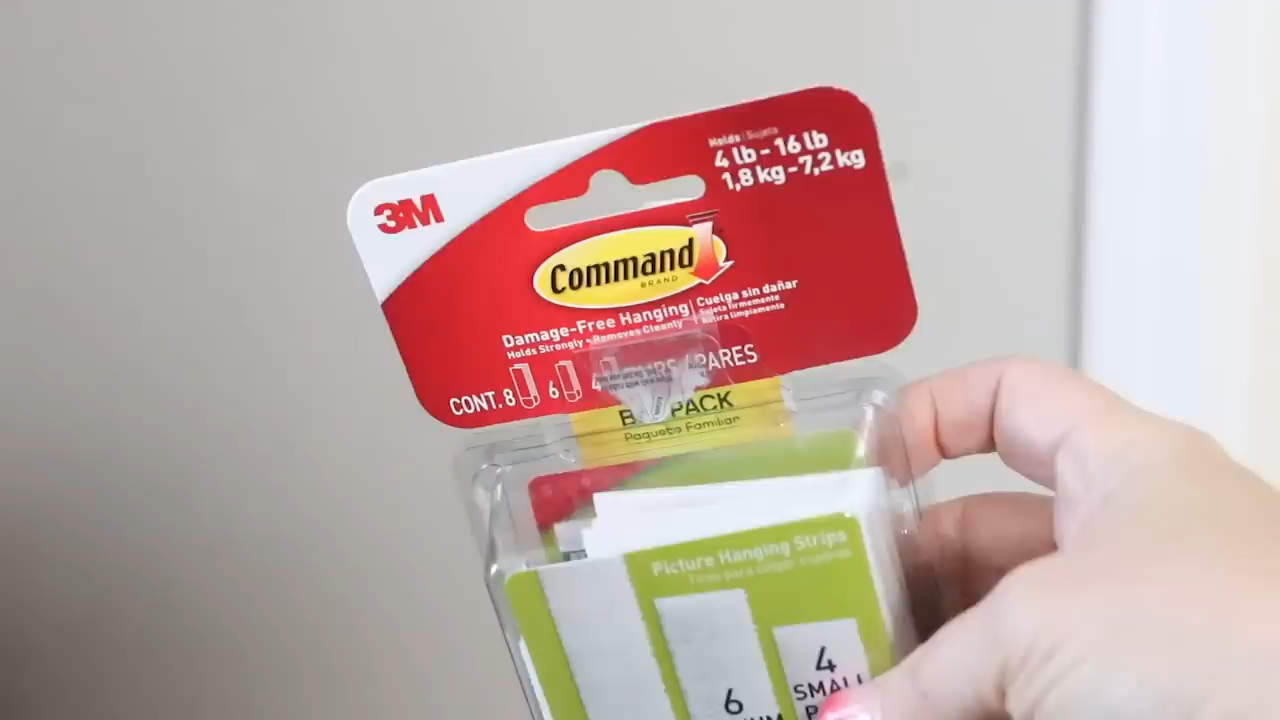 3M
Holds | Sujeta
4 lb - 16 lb
1,8 kg - 7,2 kg
Command
BRAND
Damage-Free Hanging | Cuelga sin dañar
Holds Strongly • Removes Cleanly
Sujeta firmemente
Retira limpiamente
CONT. 8 6 4 PARES
PACK
Paquete Familiar
Picture Hanging Strips
Tiras para colgar cuadros
6
4
SMALL